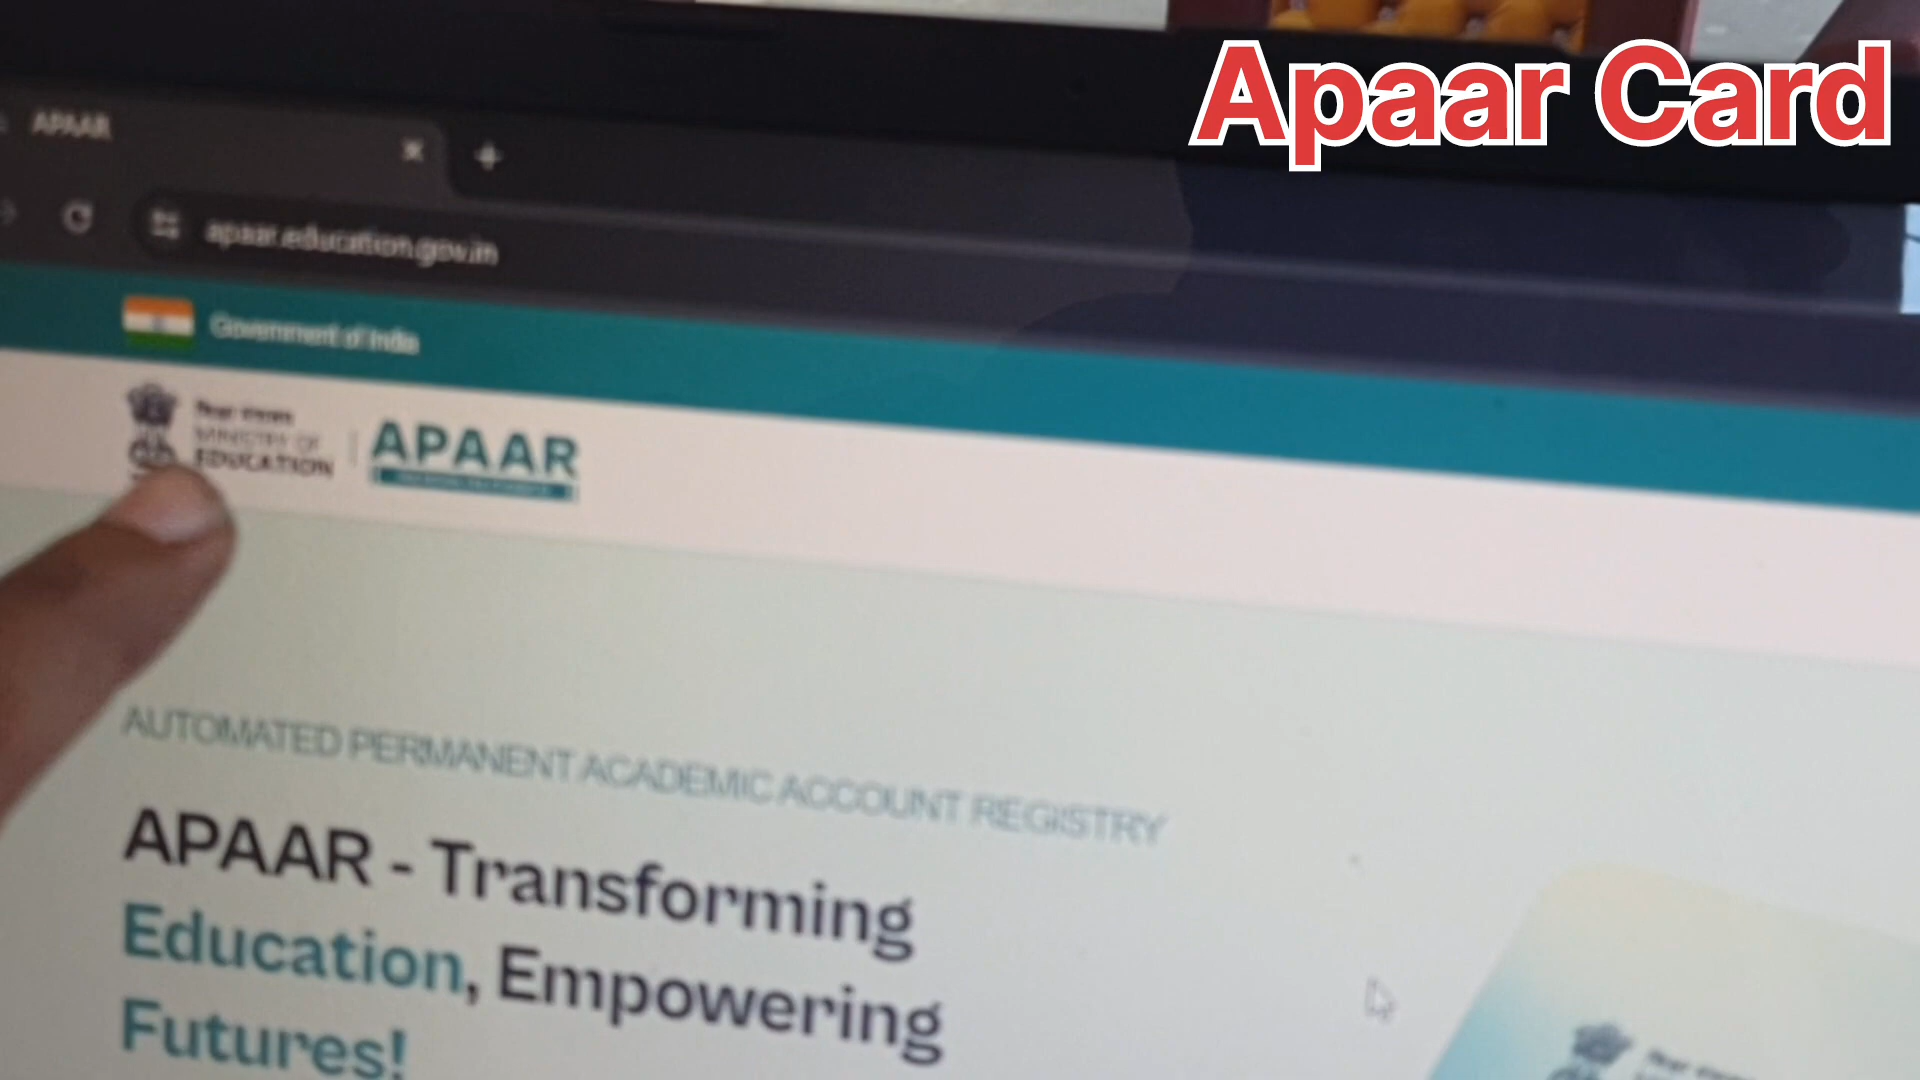 Apaar Card
APAAR
apaar.education.gov.in
Government of India
MINISTRY OF
EDUCATION
APAAR
AUTOMATED PERMANENT ACADEMIC ACCOUNT REGISTRY
APAAR - Transforming
Education, Empowering
Futures!